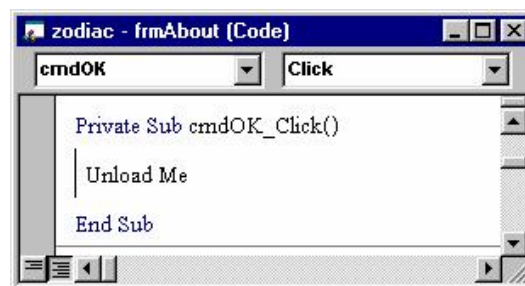 zodiac - frmAbout (Code)
cmdOK Click
Private Sub cmdOK_Click()
Unload Me
End Sub